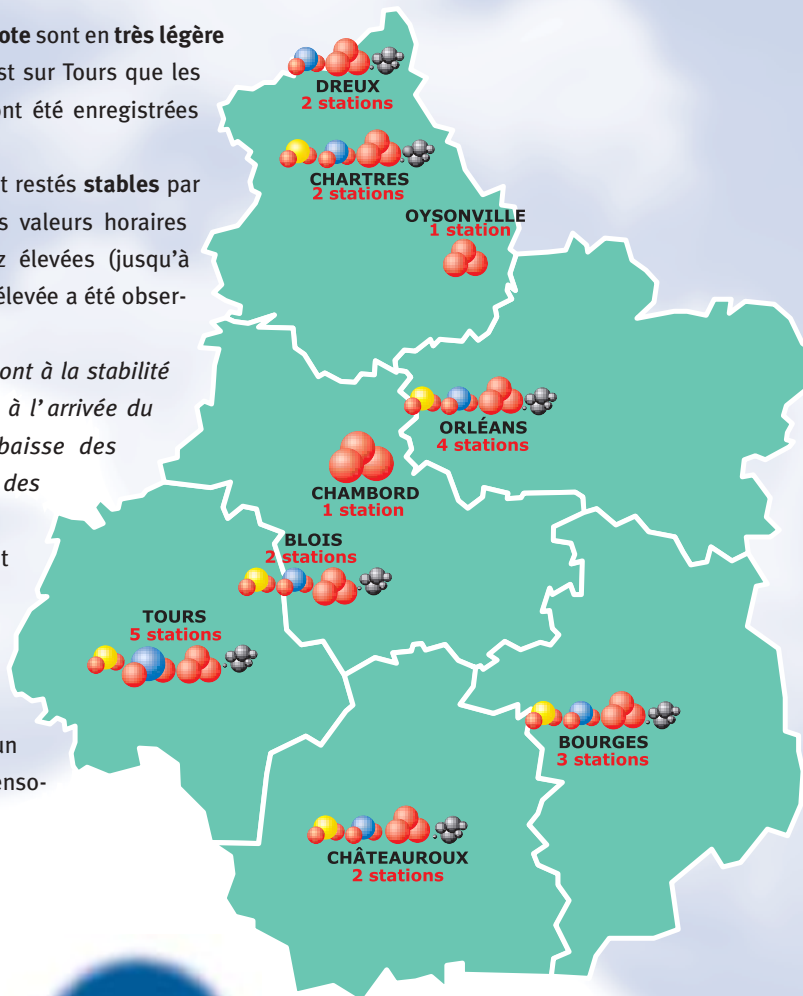 ote sont en très légère
st sur Tours que les
ont été enregistrées
t restés stables par
s valeurs horaires
z élevées (jusqu'à
élevée a été obser-
ont à la stabilité
à l'arrivée du
baisse des
des
t
un
enso-
DREUX
2 stations
CHARTRES
2 stations
OYSONVILLE
1 station
ORLÉANS
4 stations
CHAMBORD
1 station
BLOIS
2 stations
TOURS
5 stations
BOURGES
3 stations
CHÂTEAUROUX
2 stations